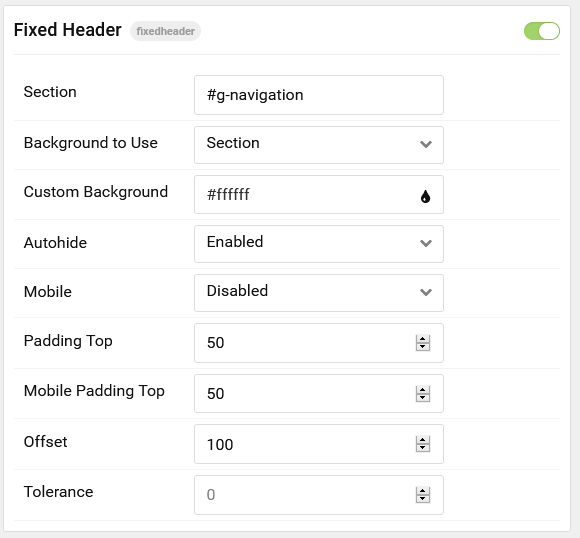 Fixed Header fixedheader
Section #g-navigation
Background to Use Section
Custom Background #ffffff
Autohide Enabled
Mobile Disabled
Padding Top 50
Mobile Padding Top 50
Offset 100
Tolerance 0